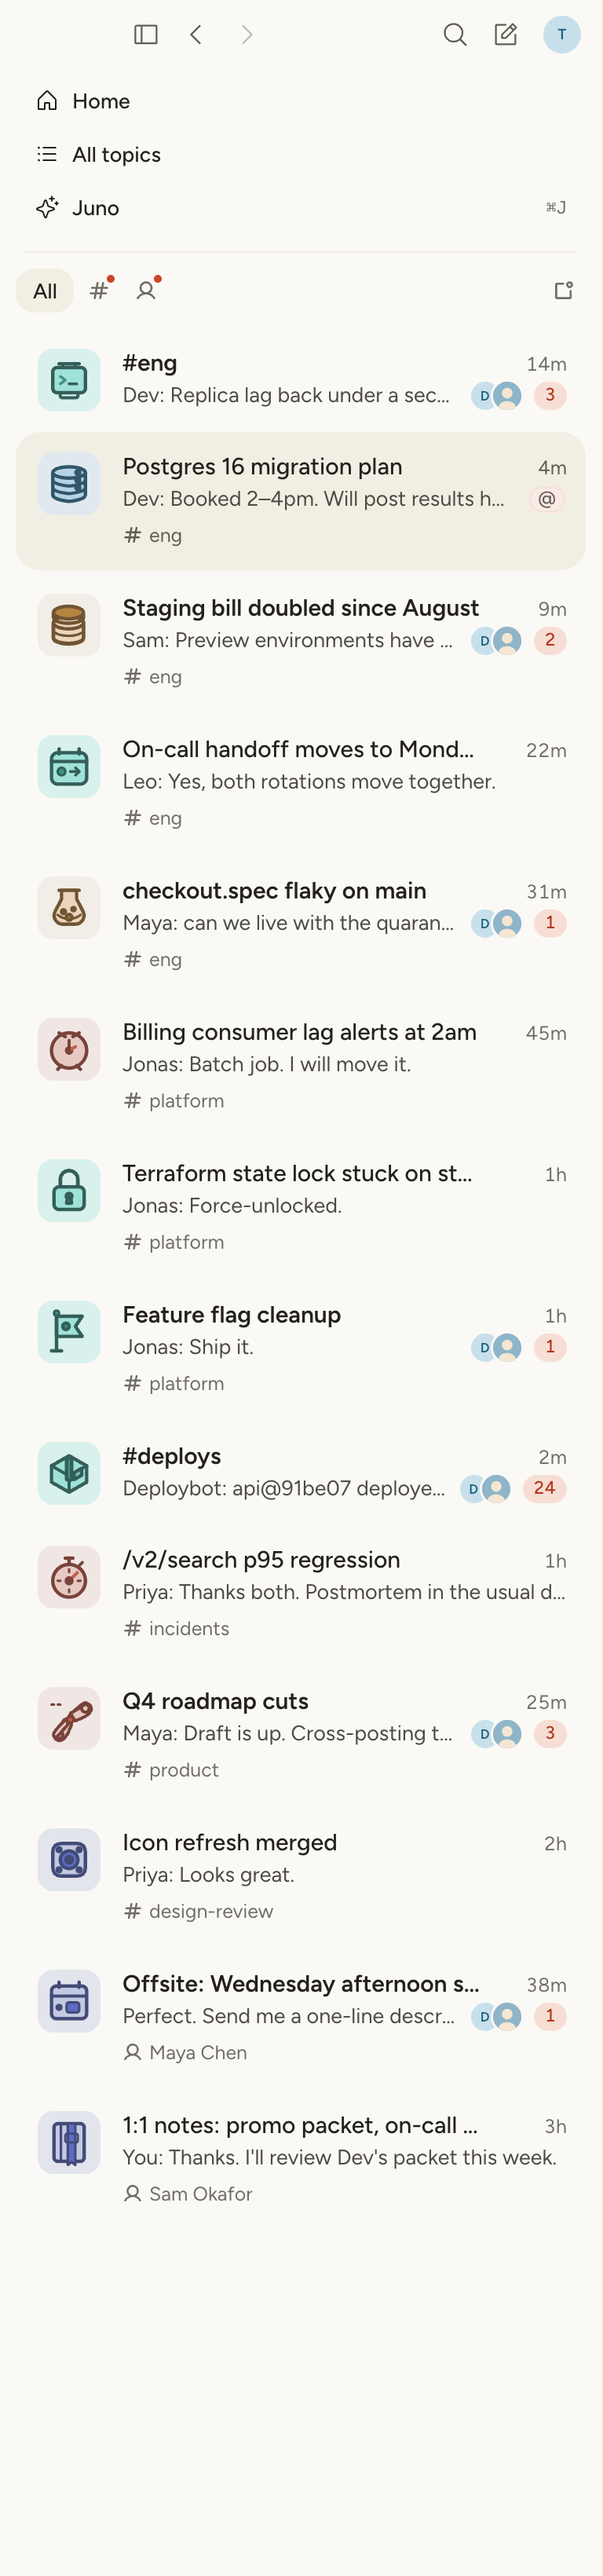 T
Home
All topics
Juno ⌘J
All
#eng 14m
Dev: Replica lag back under a sec... D 3
Postgres 16 migration plan 4m
Dev: Booked 2–4pm. Will post results h... @
# eng
Staging bill doubled since August 9m
Sam: Preview environments have ... D 2
# eng
On-call handoff moves to Mond... 22m
Leo: Yes, both rotations move together.
# eng
checkout.spec flaky on main 31m
Maya: can we live with the quaran... D 1
# eng
Billing consumer lag alerts at 2am 45m
Jonas: Batch job. I will move it.
# platform
Terraform state lock stuck on st... 1h
Jonas: Force-unlocked.
# platform
Feature flag cleanup 1h
Jonas: Ship it. D 1
# platform
#deploys 2m
Deploybot: api@91be07 deploye... D 24
/v2/search p95 regression 1h
Priya: Thanks both. Postmortem in the usual d...
# incidents
Q4 roadmap cuts 25m
Maya: Draft is up. Cross-posting t... D 3
# product
Icon refresh merged 2h
Priya: Looks great.
# design-review
Offsite: Wednesday afternoon s... 38m
Perfect. Send me a one-line descr... D 1
Maya Chen
1:1 notes: promo packet, on-call ... 3h
You: Thanks. I'll review Dev's packet this week.
Sam Okafor